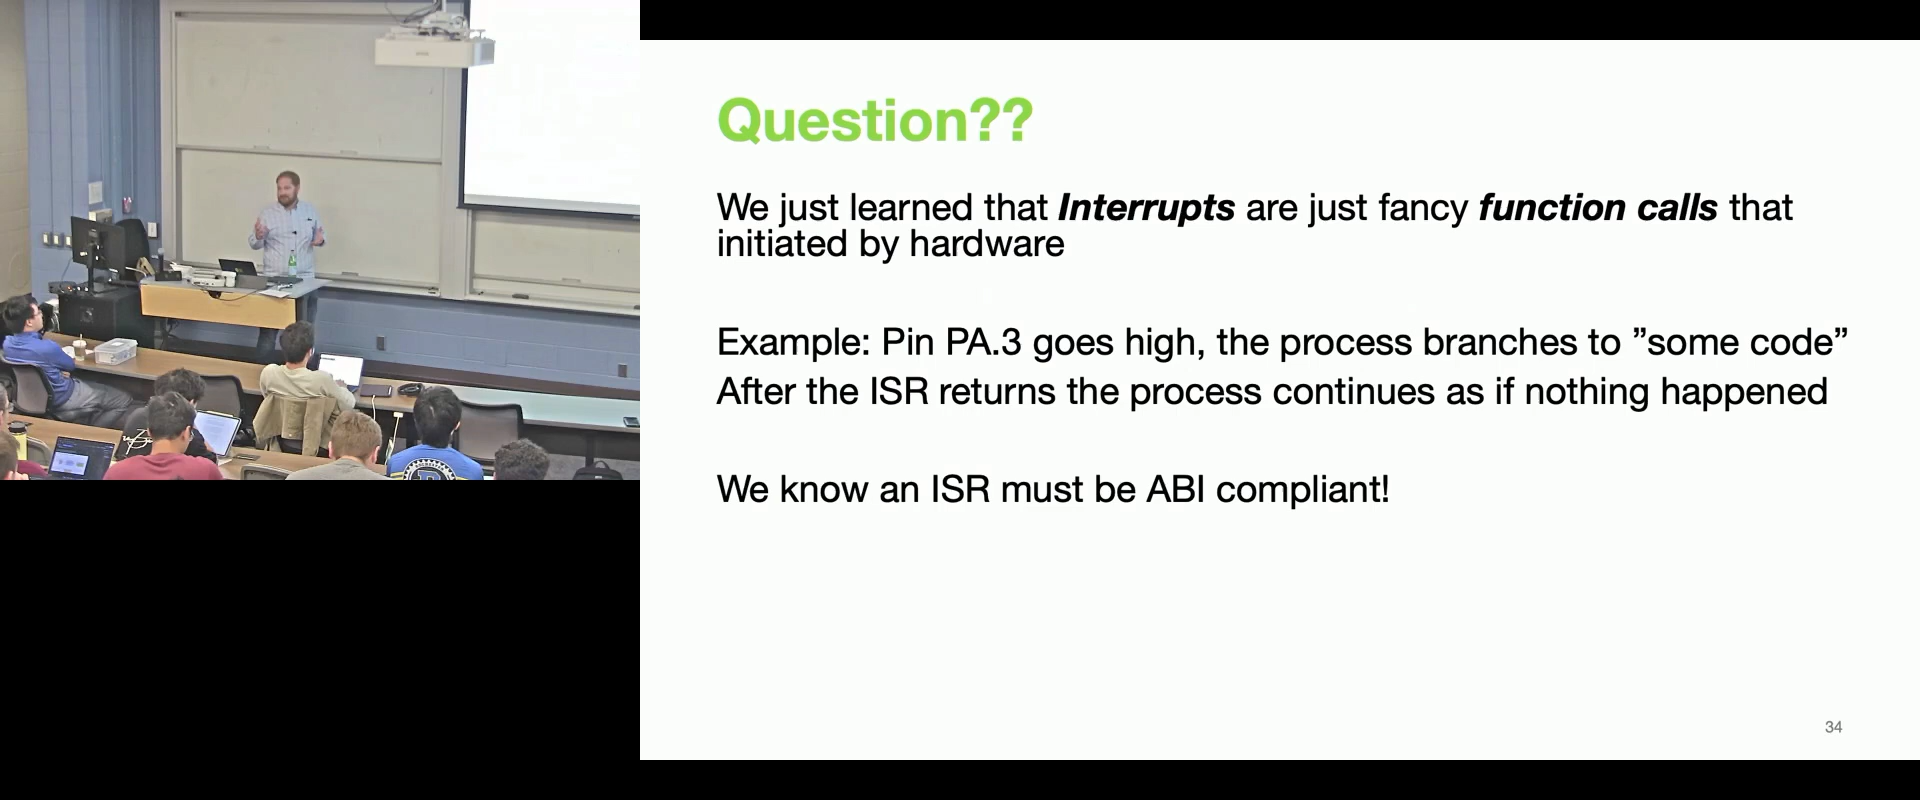 Question??
We just learned that Interrupts are just fancy function calls that
initiated by hardware
Example: Pin PA.3 goes high, the process branches to ”some code”
After the ISR returns the process continues as if nothing happened
We know an ISR must be ABI compliant!
34